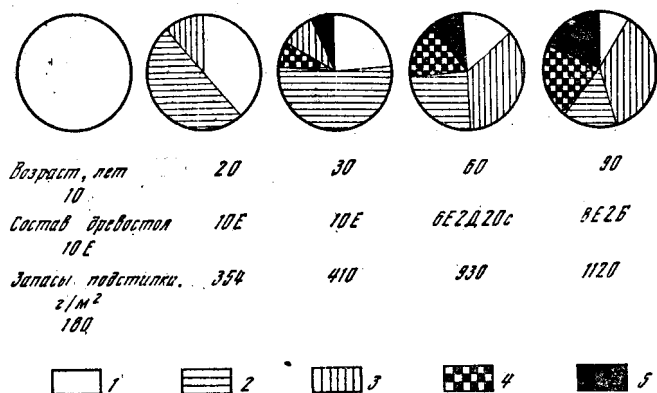 Возраст, лет 20 30 60 90
10
Состав древостоя 10Е 10Е 6Е2Д2Ос 8Е2Б
10Е
Запасы подстилки, 354 410 930 1120
г/м²
180
1 2 3 4 5